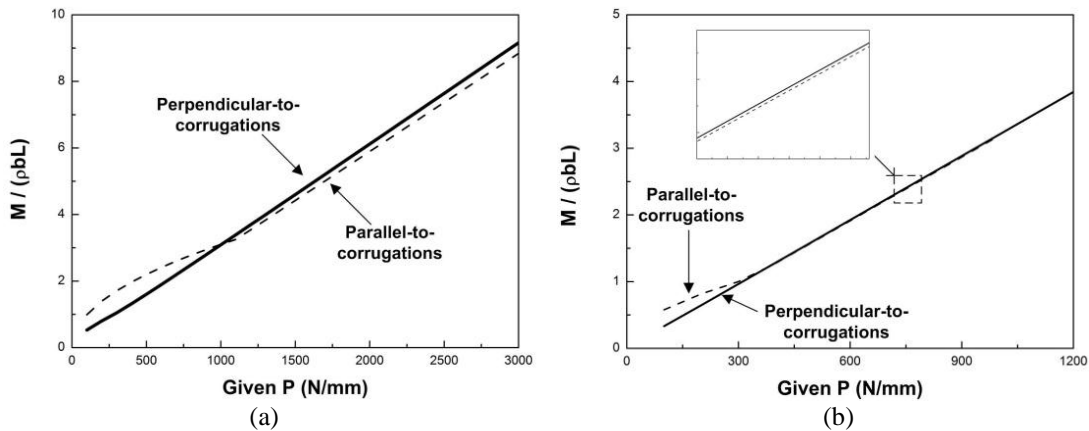 10
8
6
4
2
0
M / (ρbL)
Perpendicular-to-
corrugations
Parallel-to-
corrugations
0 500 1000 1500 2000 2500 3000
Given P (N/mm)
(a)
5
4
3
2
1
0
M / (ρbL)
Parallel-to-
corrugations
Perpendicular-to-
corrugations
0 300 600 900 1200
Given P (N/mm)
(b)